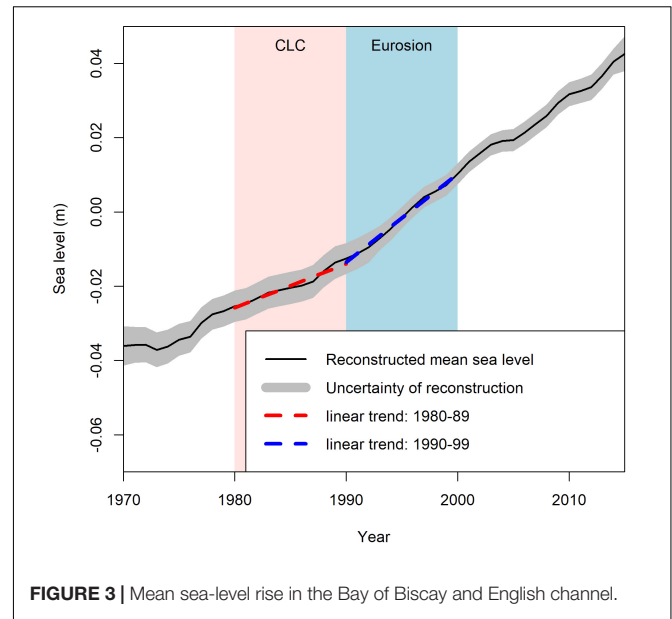 CLC
Eurosion
0.04
0.02
0.00
-0.02
-0.04
-0.06
Sea level (m)
Reconstructed mean sea level
Uncertainty of reconstruction
linear trend: 1980-89
linear trend: 1990-99
1970
1980
1990
2000
2010
Year
FIGURE 3 | Mean sea-level rise in the Bay of Biscay and English channel.